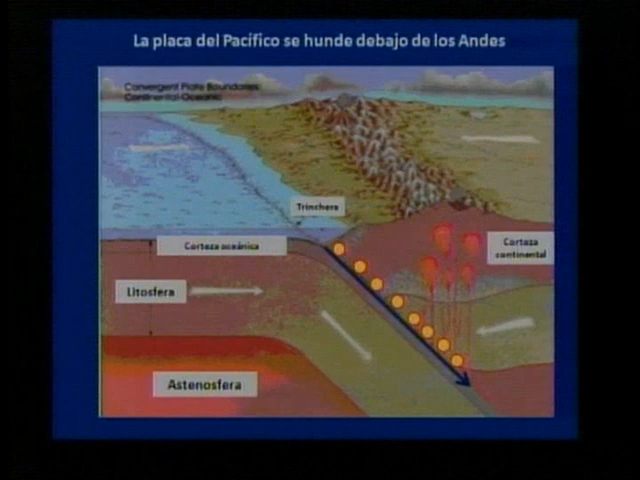 La placa del Pacífico se hunde debajo de los Andes
Convergent Plate Boundaries
Continental-Oceanic
Trinchera
Corteza oceánica
Corteza
continental
Litosfera
Astenosfera